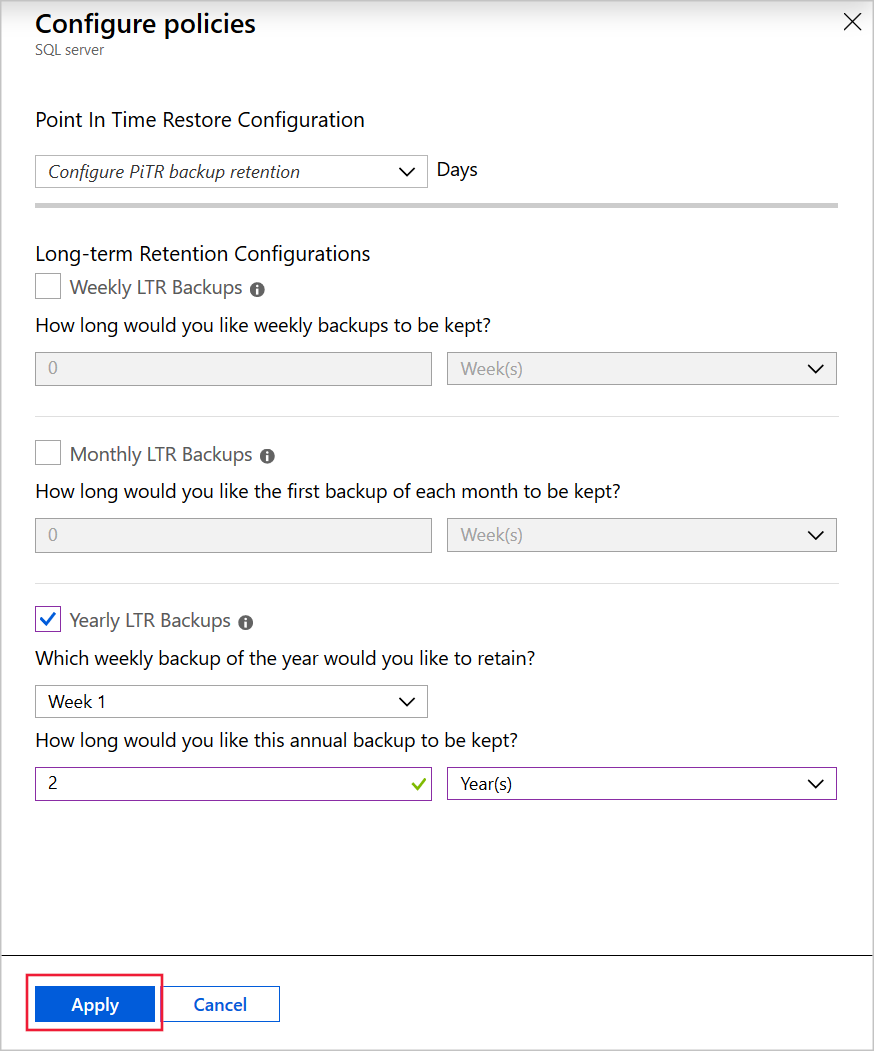 Configure policies
SQL server
Point In Time Restore Configuration
Configure PiTR backup retention Days
Long-term Retention Configurations
Weekly LTR Backups
How long would you like weekly backups to be kept?
0 Week(s)
Monthly LTR Backups
How long would you like the first backup of each month to be kept?
0 Week(s)
Yearly LTR Backups
Which weekly backup of the year would you like to retain?
Week 1
How long would you like this annual backup to be kept?
2 Year(s)
Apply Cancel